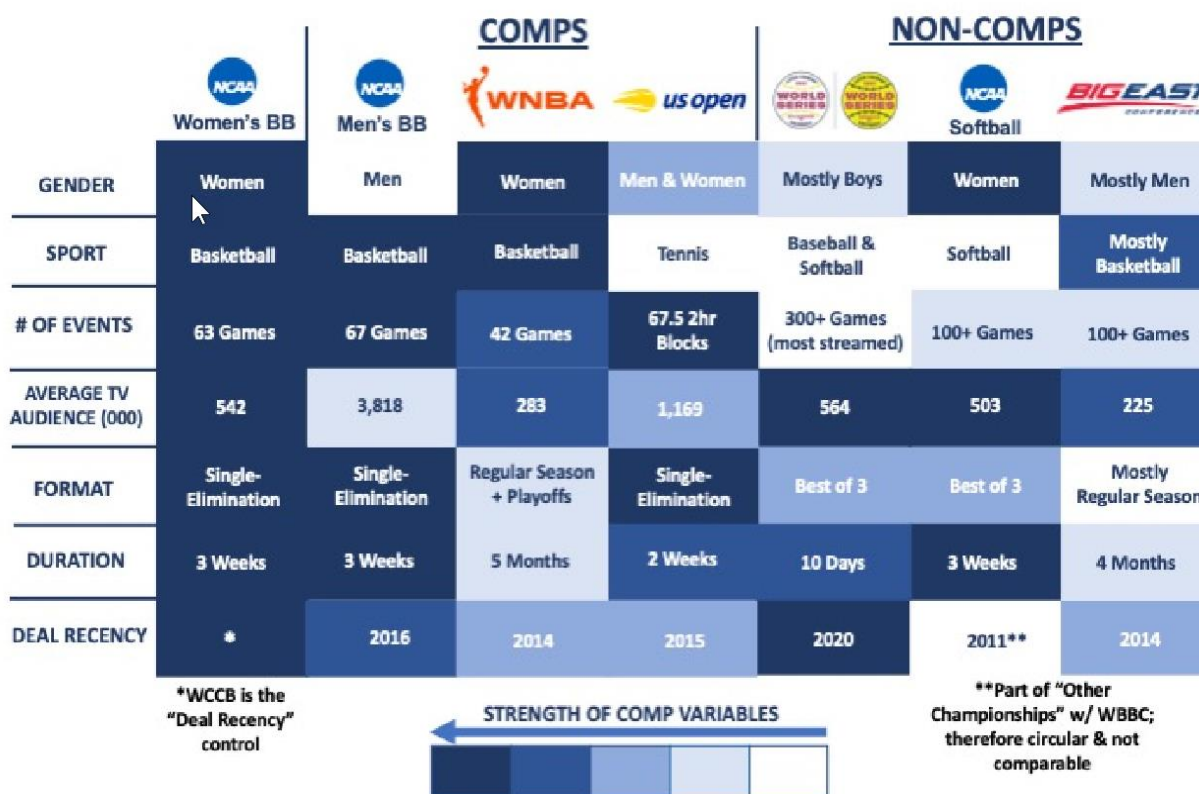 COMPS
NON-COMPS
NCAA
Women's BB
NCAA
Men's BB
WNBA
us open
WORLD
SERIES
WORLD
SERIES
NCAA
Softball
BIGEAST
CONFERENCE
GENDER
Women
Men
Women
Men & Women
Mostly Boys
Women
Mostly Men
SPORT
Basketball
Basketball
Basketball
Tennis
Baseball &
Softball
Softball
Mostly
Basketball
# OF EVENTS
63 Games
67 Games
42 Games
67.5 2hr
Blocks
300+ Games
(most streamed)
100+ Games
100+ Games
AVERAGE TV
AUDIENCE (000)
542
3,818
283
1,169
564
503
225
FORMAT
Single-
Elimination
Single-
Elimination
Regular Season
+ Playoffs
Single-
Elimination
Best of 3
Best of 3
Mostly
Regular Season
DURATION
3 Weeks
3 Weeks
5 Months
2 Weeks
10 Days
3 Weeks
4 Months
DEAL RECENCY
*
2016
2014
2015
2020
2011**
2014
*WCCB is the
"Deal Recency"
control
STRENGTH OF COMP VARIABLES
**Part of "Other
Championships" w/ WBBC;
therefore circular & not
comparable